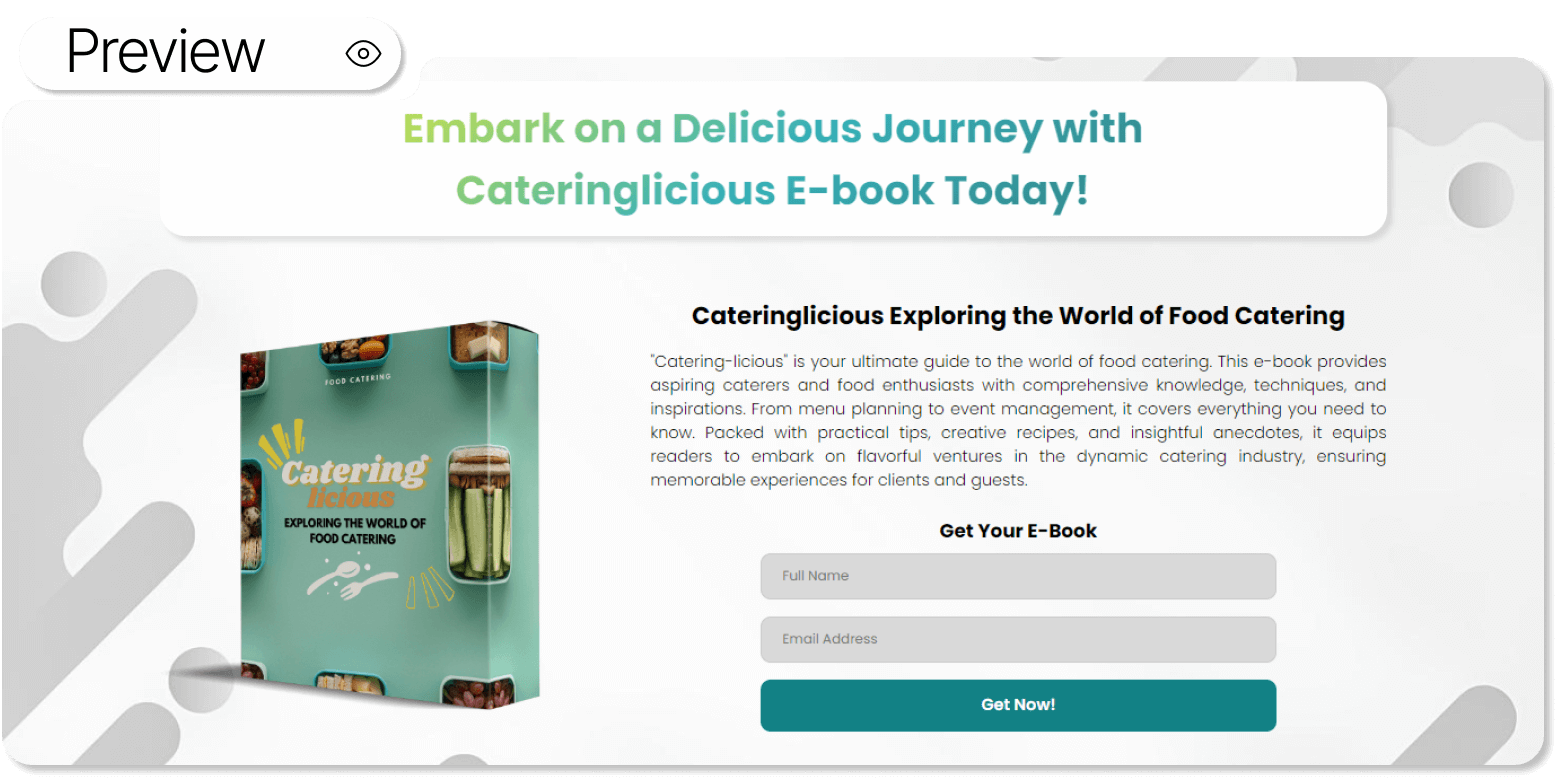 Preview
Embark on a Delicious Journey with
Cateringlicious E-book Today!
FOOD CATERING
Catering
licious
EXPLORING THE WORLD OF
FOOD CATERING
Cateringlicious Exploring the World of Food Catering
"Catering-licious" is your ultimate guide to the world of food catering. This e-book provides
aspiring caterers and food enthusiasts with comprehensive knowledge, techniques, and
inspirations. From menu planning to event management, it covers everything you need to
know. Packed with practical tips, creative recipes, and insightful anecdotes, it equips
readers to embark on flavorful ventures in the dynamic catering industry, ensuring
memorable experiences for clients and guests.
Get Your E-Book
Full Name
Email Address
Get Now!